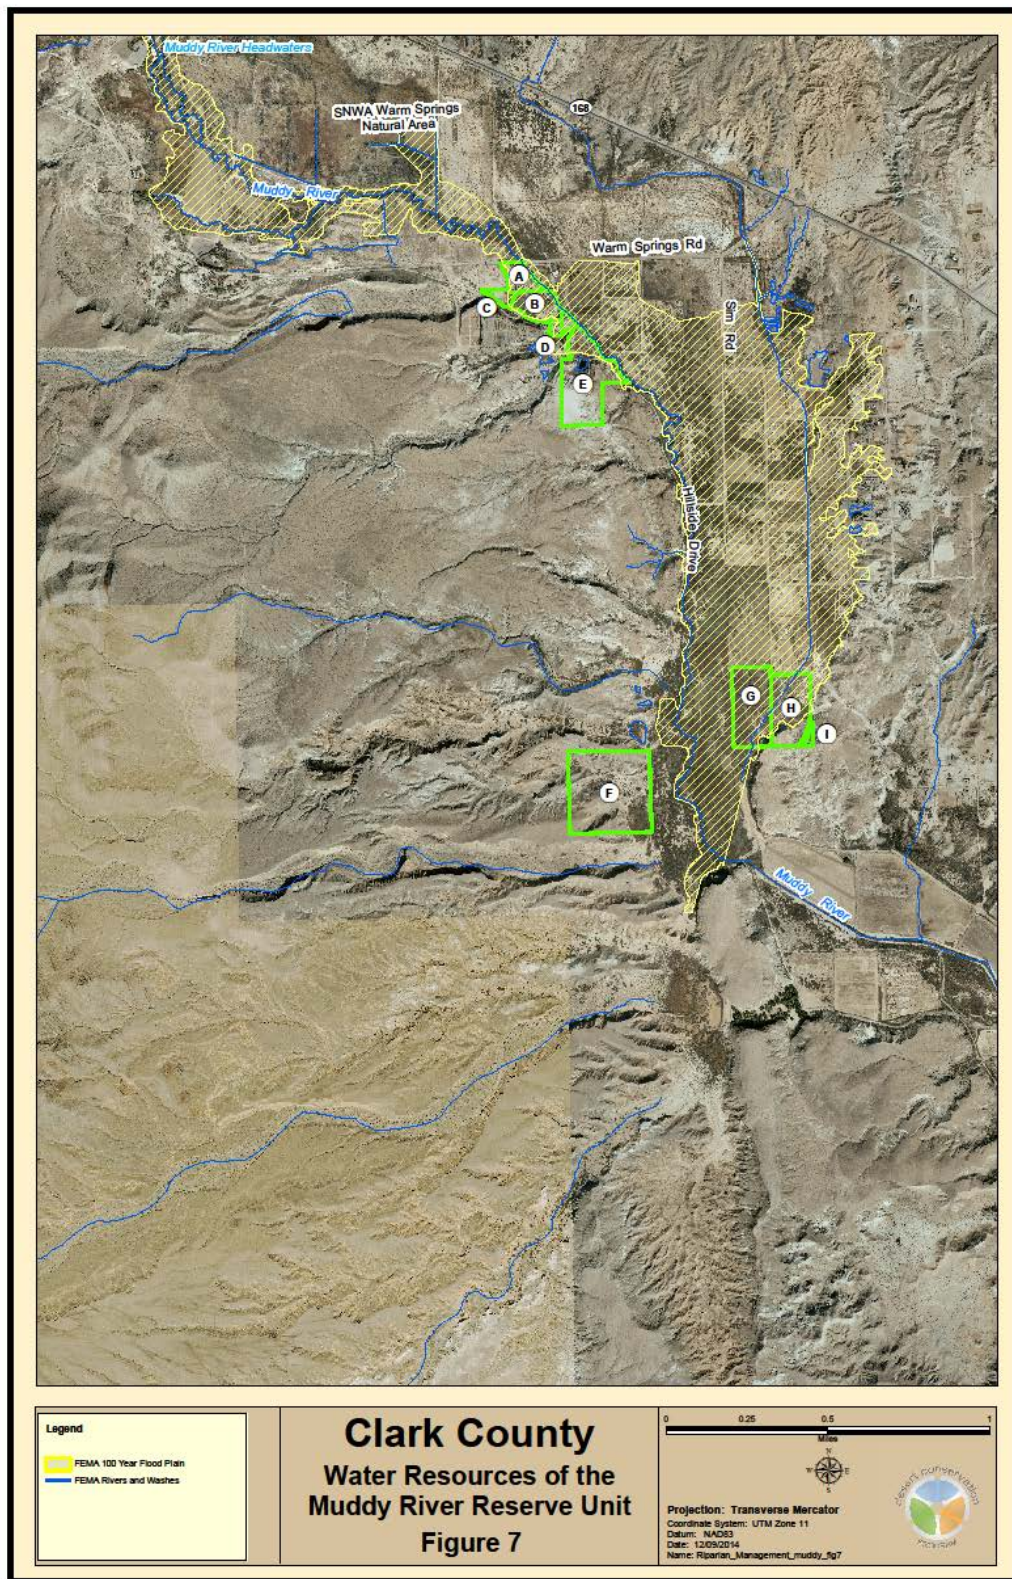 Muddy River Headwaters
168
SNWA Warm Springs
Natural Area
Muddy River
Warm Springs Rd
A
B
C
Sim Rd
D
E
Hillside Drive
G
H
I
F
Muddy River
Legend
FEMA 100 Year Flood Plain
FEMA Rivers and Washes
Clark County
Water Resources of the
Muddy River Reserve Unit
Figure 7
0 0.25 0.5 1
Miles
N
W E
S
Projection: Transverse Mercator
Coordinate System: UTM Zone 11
Datum: NAD83
Date: 12/09/2014
Name: Riparian_Management_muddy_fig7
desert conservation
PROGRAM